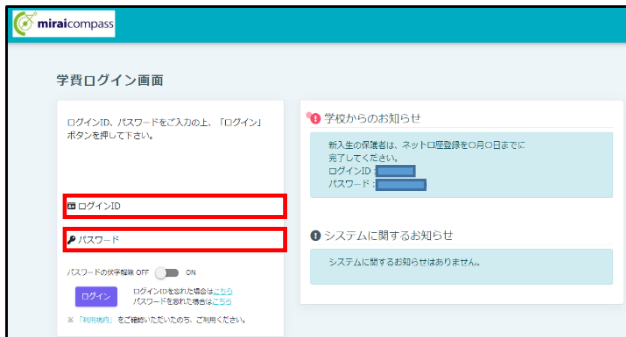 miraicompass
学費ログイン画面
ログインID、パスワードをご入力の上、「ログイン」
ボタンを押して下さい。
ログインID
パスワード
パスワードの伏字解除 OFF ON
ログイン
ログインIDを忘れた場合はこちら
パスワードを忘れた場合はこちら
※ 「利用規約」をご確認いただいたのち、ご利用ください。
学校からのお知らせ
新入生の保護者は、ネット口座登録を〇月〇日までに
完了してください。
ログインID：
パスワード：
システムに関するお知らせ
システムに関するお知らせはありません。